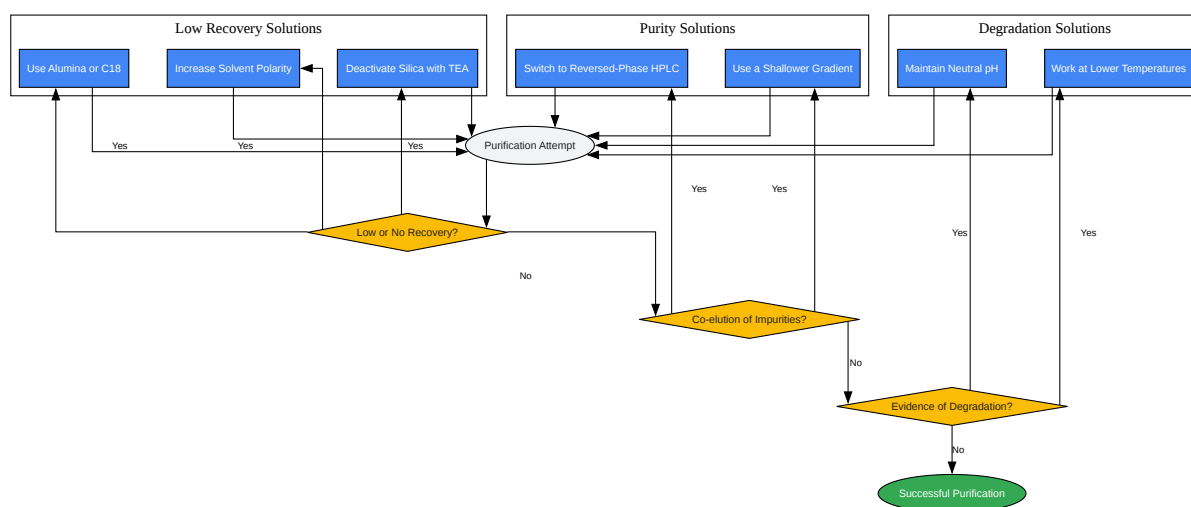 Low Recovery Solutions
Purity Solutions
Degradation Solutions
Use Alumina or C18
Increase Solvent Polarity
Deactivate Silica with TEA
Switch to Reversed-Phase HPLC
Use a Shallower Gradient
Maintain Neutral pH
Work at Lower Temperatures
Yes
Yes
Yes
Purification Attempt
Yes
Yes
Low or No Recovery?
Yes
Yes
No
Co-elution of Impurities?
No
Evidence of Degradation?
No
Successful Purification